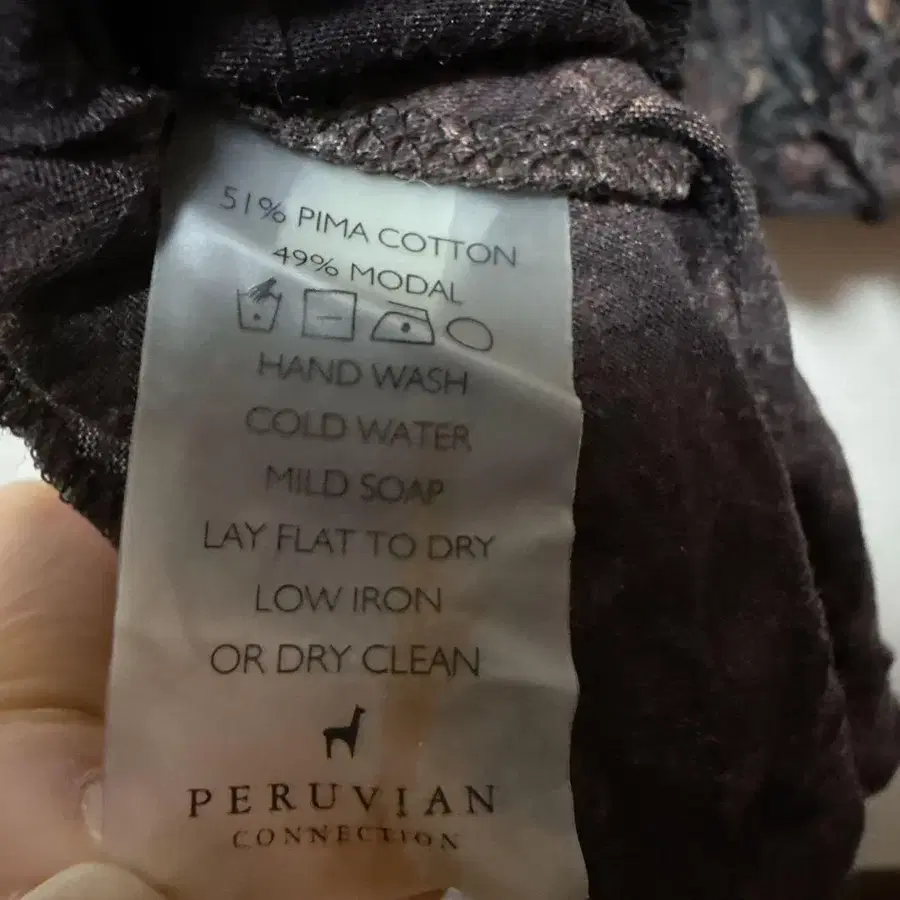 51% PIMA COTTON
49% MODAL
HAND WASH
COLD WATER
MILD SOAP
LAY FLAT TO DRY
LOW IRON
OR DRY CLEAN
PERUVIAN
CONNECTION